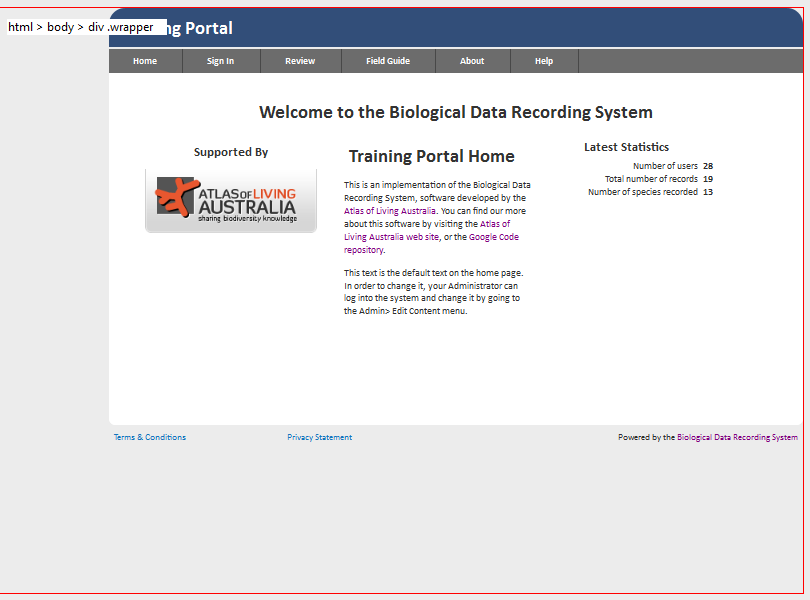 html > body > div .wrapper
ng Portal
Home Sign In Review Field Guide About Help
Welcome to the Biological Data Recording System
Supported By
ATLAS OF LIVING
AUSTRALIA
sharing biodiversity knowledge
Training Portal Home
This is an implementation of the Biological Data
Recording System, software developed by the
Atlas of Living Australia. You can find our more
about this software by visiting the Atlas of
Living Australia web site, or the Google Code
repository.
This text is the default text on the home page.
In order to change it, your Administrator can
log into the system and change it by going to
the Admin> Edit Content menu.
Latest Statistics
Number of users 28
Total number of records 19
Number of species recorded 13
Terms & Conditions Privacy Statement Powered by the Biological Data Recording System